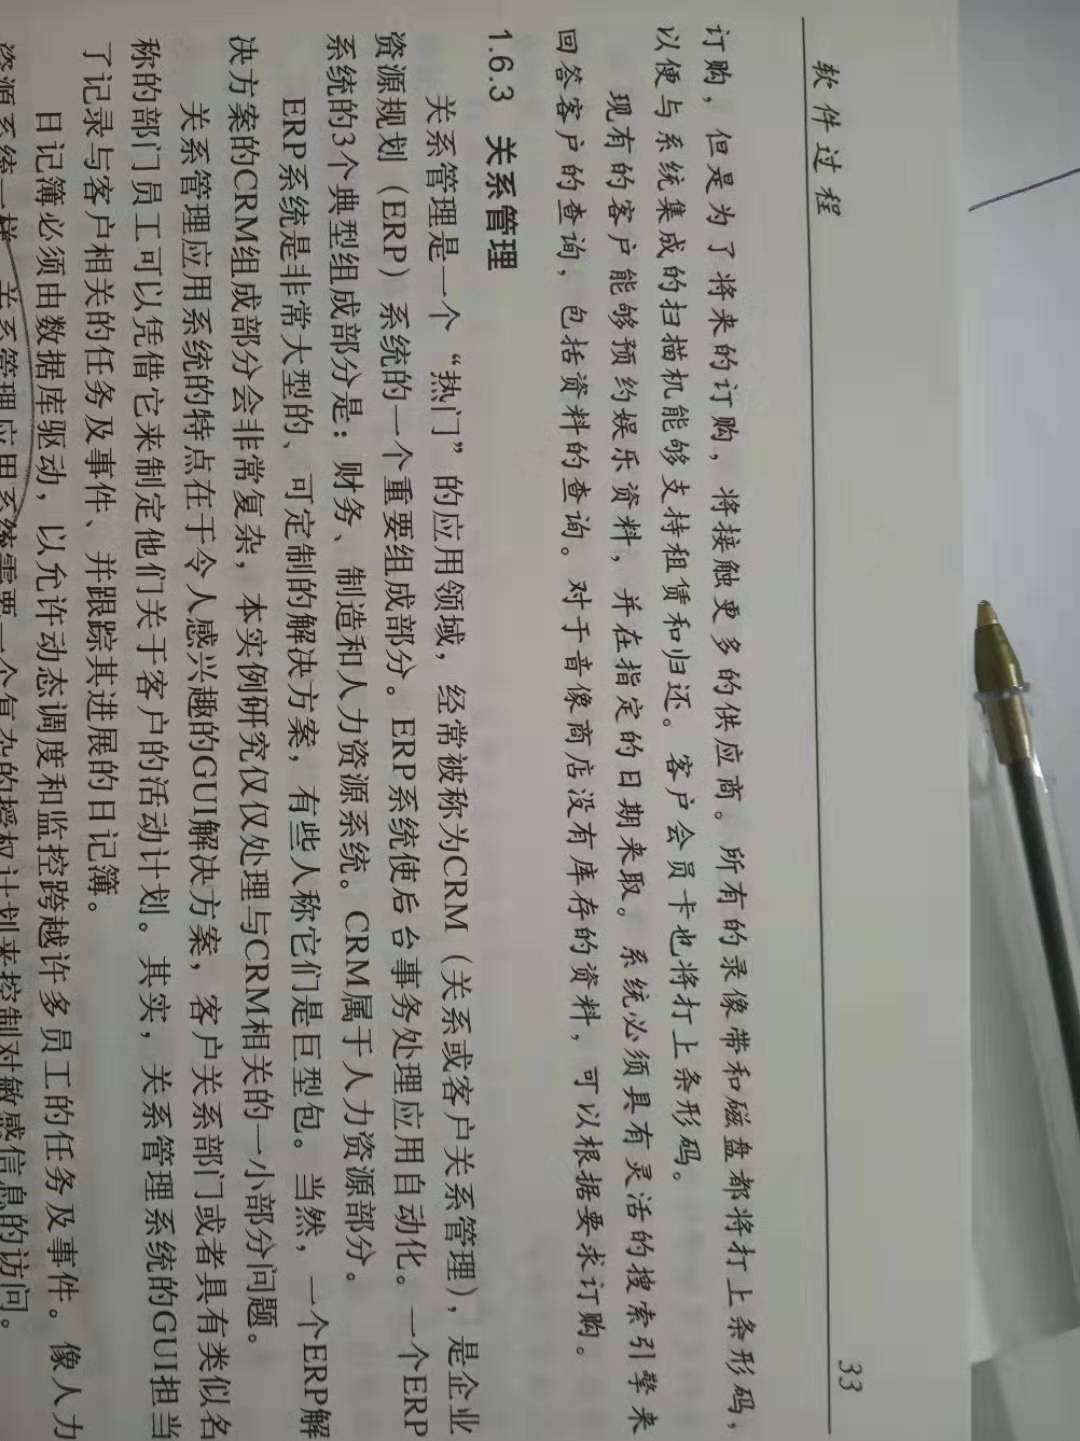 软件过程 33
订购，但是为了将来的订购，将接触更多的供应商。所有的录像带和磁盘都将打上条形码，
以便与系统集成的扫描机能够支持租赁和归还。客户会员卡也将打上条形码。
现有的客户能够预约娱乐资料，并在指定的日期来取。系统必须具有灵活的搜索引擎来
回答客户的查询，包括资料的查询。对于音像商店没有库存的资料，可以根据要求订购。
1.6.3 关系管理
关系管理是一个“热门”的应用领域，经常被称为CRM（关系或客户关系管理），是企业
资源规划（ERP）系统的一个重要组成部分。ERP系统使后台事务处理应用自动化。一个ERP
系统的3个典型组成部分是：财务、制造和人力资源系统。CRM属于人力资源部分。
ERP系统是非常大型的、可定制的解决方案，有些人称它们是巨型包。当然，一个ERP解
决方案的CRM组成部分会非常复杂，本实例研究仅仅处理与CRM相关的一小部分问题。
关系管理应用系统的特点在于令人感兴趣的GUI解决方案，客户关系部门或者具有类似名
称的部门员工可以凭借它来制定他们关于客户的活动计划。其实，关系管理系统的GUI担当
了记录与客户相关的任务及事件、并跟踪其进展的日记簿。
日记簿必须由数据库驱动，以允许动态调度和监控跨越许多员工的任务及事件。像人力
资源系统一样，关系管理应用系统需要一个复杂的授权计划来控制对敏感信息的访问。